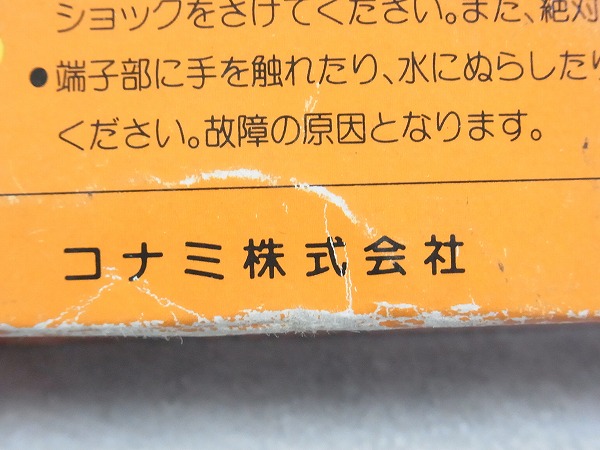 ショックをさけてください。また、絶対
●端子部に手を触れたり、水にぬらしたり
ください。故障の原因となります。
コナミ株式会社